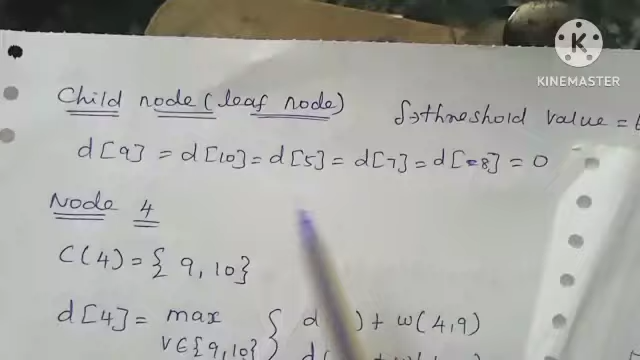 K
KINEMASTER
Child node (leaf node)
δ→threshold value =
d[9] = d[10] = d[5] = d[7] = d[8] = 0
Node 4
C(4) = { 9, 10}
d[4] = max { d ) + w(4,9)
V∈{9,10}